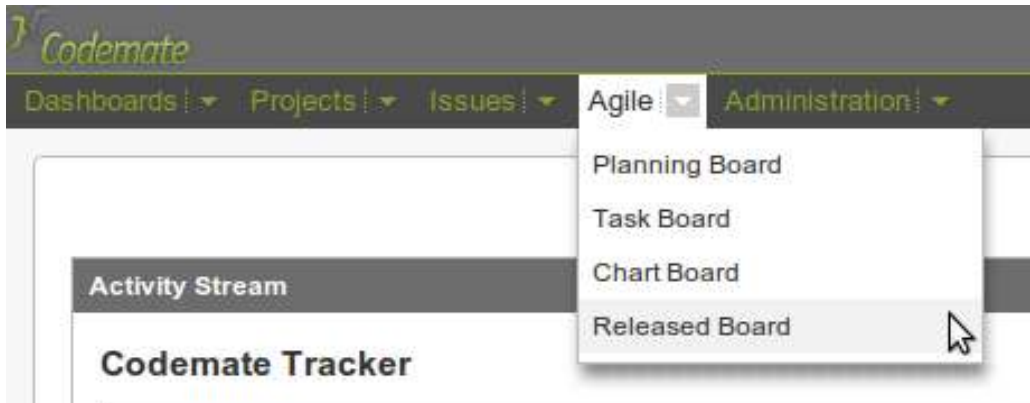 Codemate
Dashboards Projects Issues Agile Administration
Planning Board
Task Board
Chart Board
Released Board
Activity Stream
Codemate Tracker